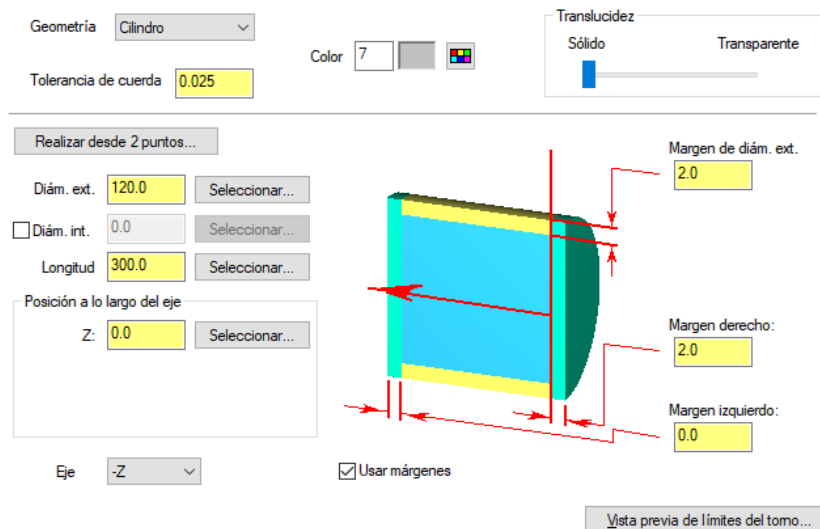 Geometría Cilindro
Tolerancia de cuerda 0.025
Color 7
Translucidez
Sólido Transparente
Realizar desde 2 puntos...
Diám. ext. 120.0 Seleccionar...
Diám. int. 0.0 Seleccionar...
Longitud 300.0 Seleccionar...
Posición a lo largo del eje
Z: 0.0 Seleccionar...
Eje -Z
Usar márgenes
Margen de diám. ext.
2.0
Margen derecho:
2.0
Margen izquierdo:
0.0
Vista previa de límites del torno...